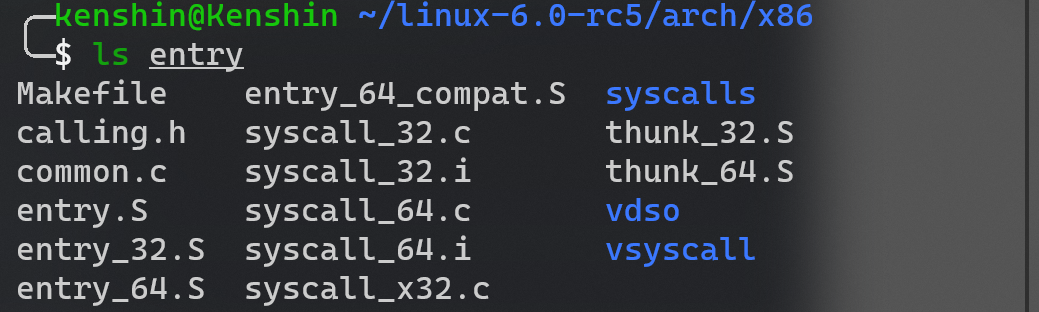 kenshin@Kenshin ~/linux-6.0-rc5/arch/x86
$ ls entry
Makefile entry_64_compat.S syscalls
calling.h syscall_32.c thunk_32.S
common.c syscall_32.i thunk_64.S
entry.S syscall_64.c vdso
entry_32.S syscall_64.i vsyscall
entry_64.S syscall_x32.c